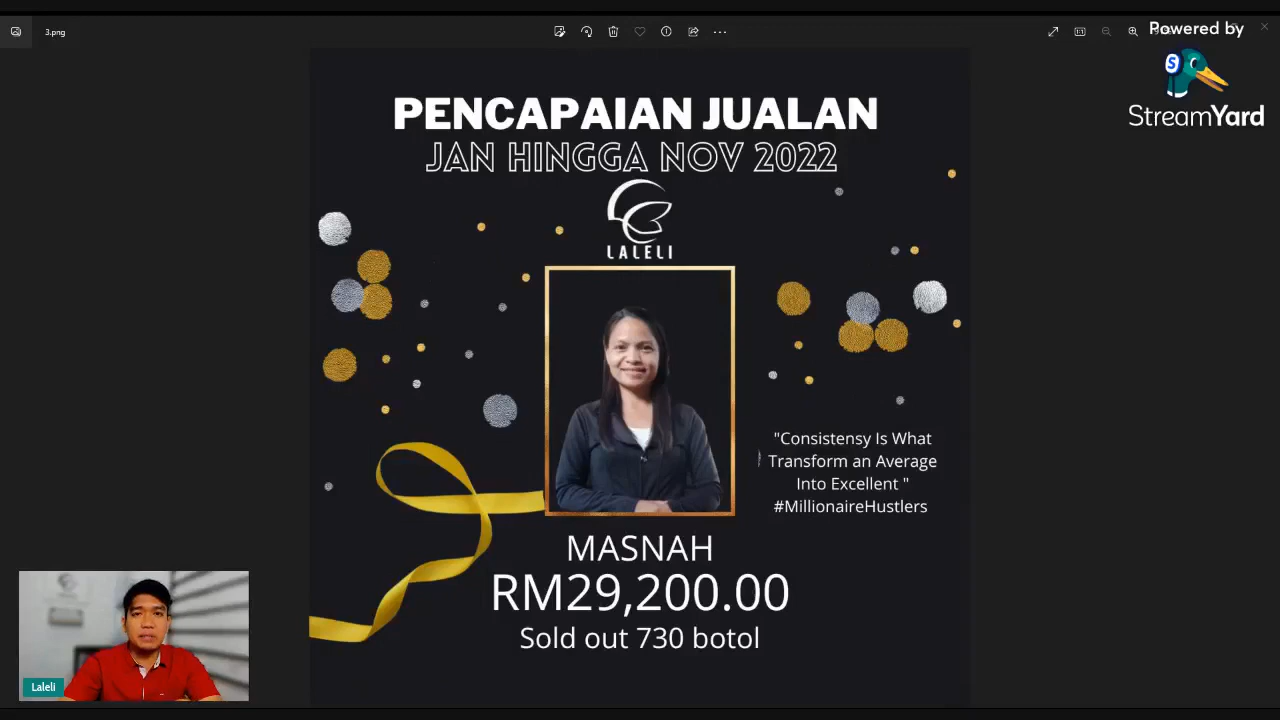 3.png
Powered by
StreamYard
PENCAPAIAN JUALAN
JAN HINGGA NOV 2022
LALELI
"Consistensy Is What
Transform an Average
Into Excellent "
#MillionaireHustlers
MASNAH
RM29,200.00
Sold out 730 botol
Laleli